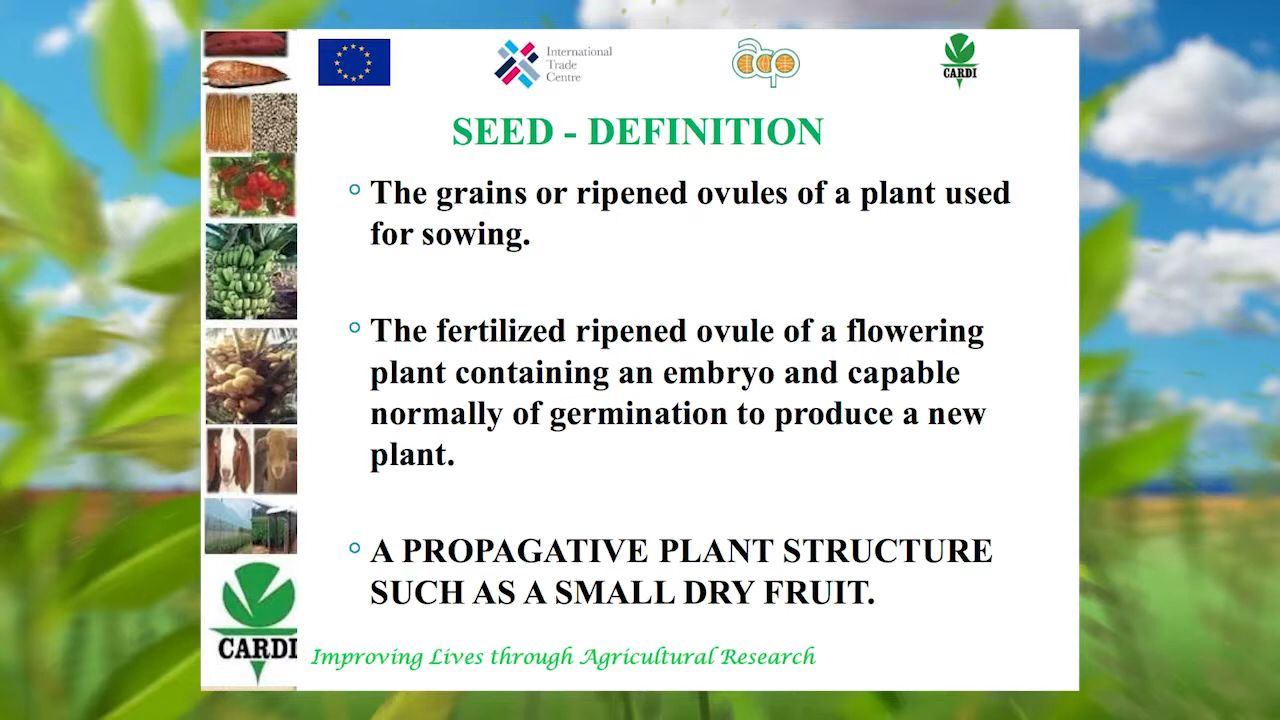 International
Trade
Centre
acp
CARDI
SEED - DEFINITION
The grains or ripened ovules of a plant used
for sowing.
The fertilized ripened ovule of a flowering
plant containing an embryo and capable
normally of germination to produce a new
plant.
A PROPAGATIVE PLANT STRUCTURE
SUCH AS A SMALL DRY FRUIT.
CARDI
Improving Lives through Agricultural Research